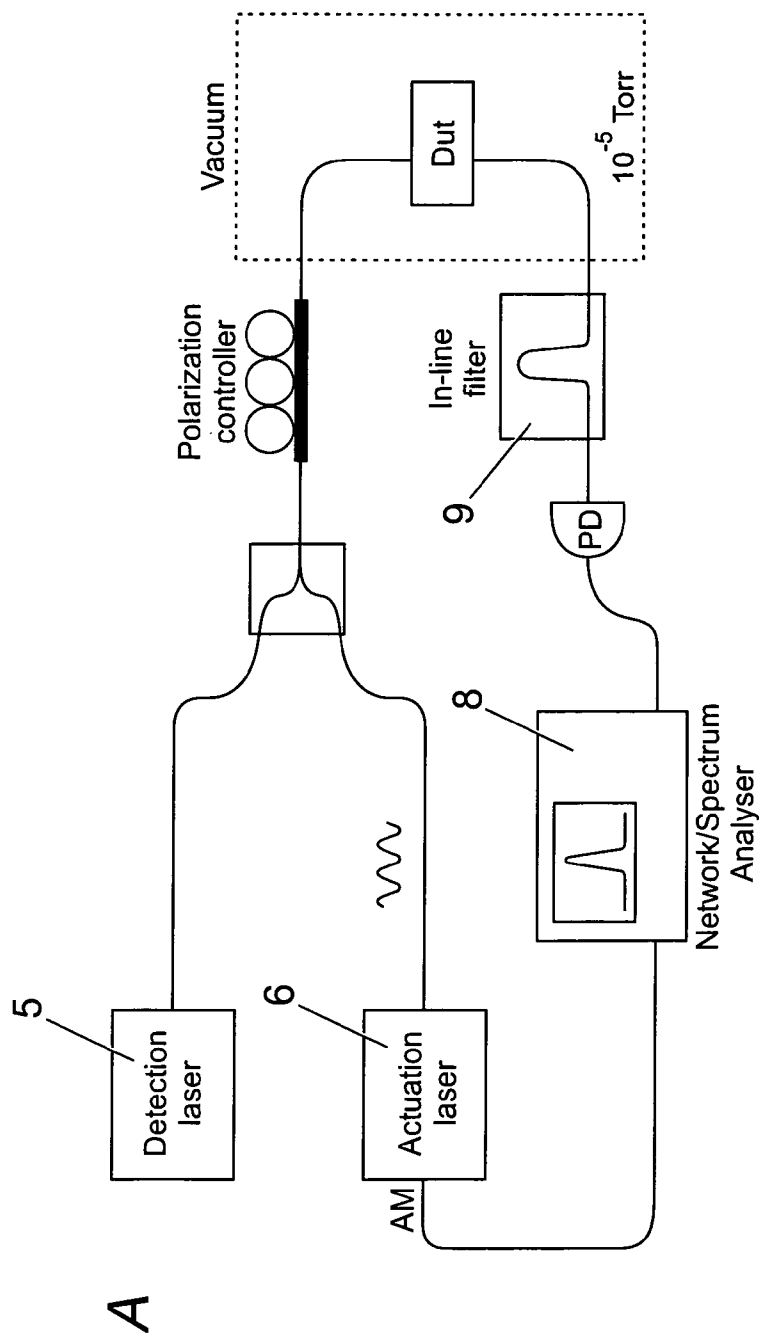 A
5
Detection
laser
6
Actuation
laser
AM
Polarization
controller
Vacuum
Dut
10⁻⁵ Torr
In-line
filter
9
PD
8
Network/Spectrum
Analyser